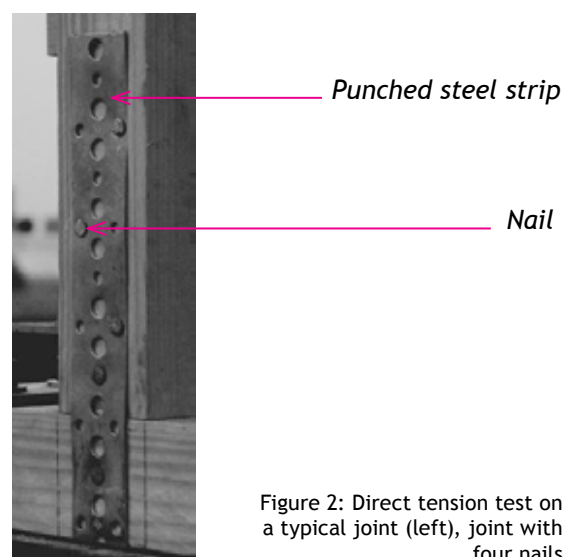 Punched steel strip
Nail
Figure 2: Direct tension test on
a typical joint (left), joint with
four nails